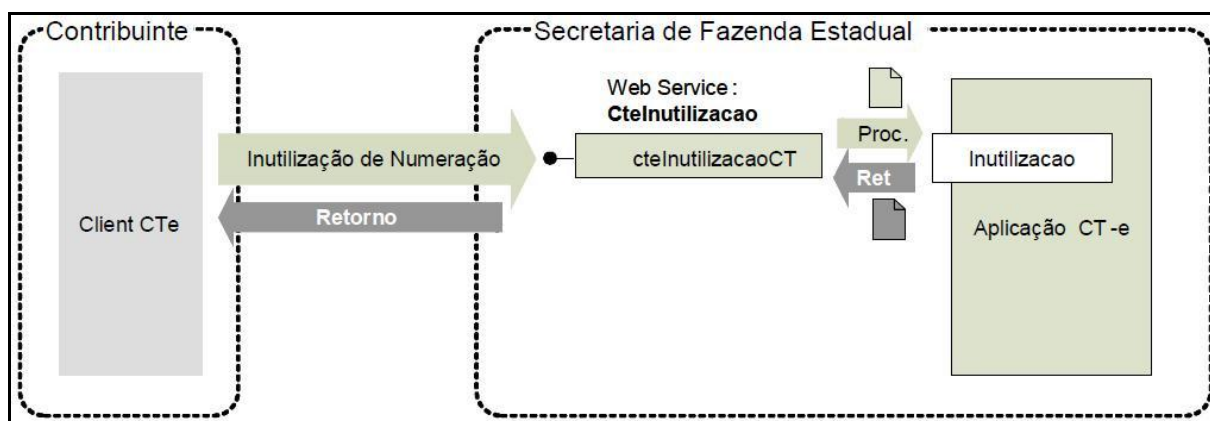 Contribuinte
Secretaria de Fazenda Estadual
Web Service :
CteInutilizacao
Proc.
Inutilização de Numeração
cteInutilizacaoCT
Inutilizacao
Ret
Retorno
Client CTe
Aplicação CT-e